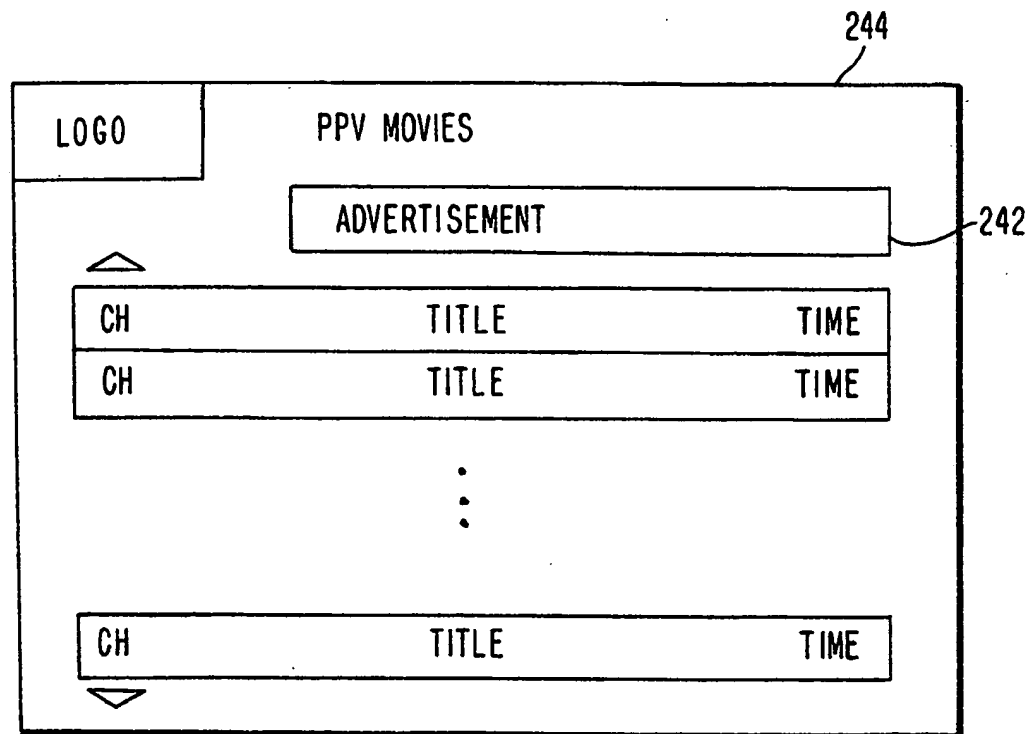 244
LOGO
PPV MOVIES
ADVERTISEMENT
242
CH TITLE TIME
CH TITLE TIME
CH TITLE TIME